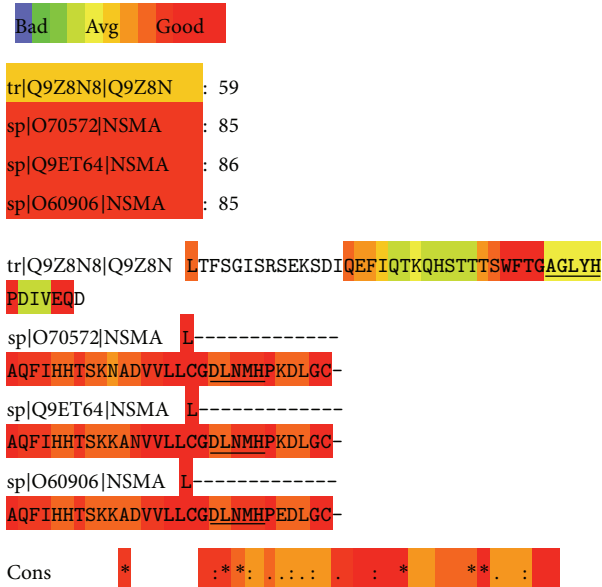 Bad Avg Good
tr|Q9Z8N8|Q9Z8N : 59
sp|O70572|NSMA : 85
sp|Q9ET64|NSMA : 86
sp|O60906|NSMA : 85
tr|Q9Z8N8|Q9Z8N LTFSGISRSEKSDIQEFIQTKQHSTTTSWFTGAGLYH
PDIVEQD
sp|O70572|NSMA L-------------
AQFIHHTSKNADVVLLCGDLNMHPKDLGC-
sp|Q9ET64|NSMA L-------------
AQFIHHTSKKANVVLLCGDLNMHPKDLGC-
sp|O60906|NSMA L-------------
AQFIHHTSKKADVVLLCGDLNMHPEDLGC-
Cons * :**: ..:.: . : * **. :